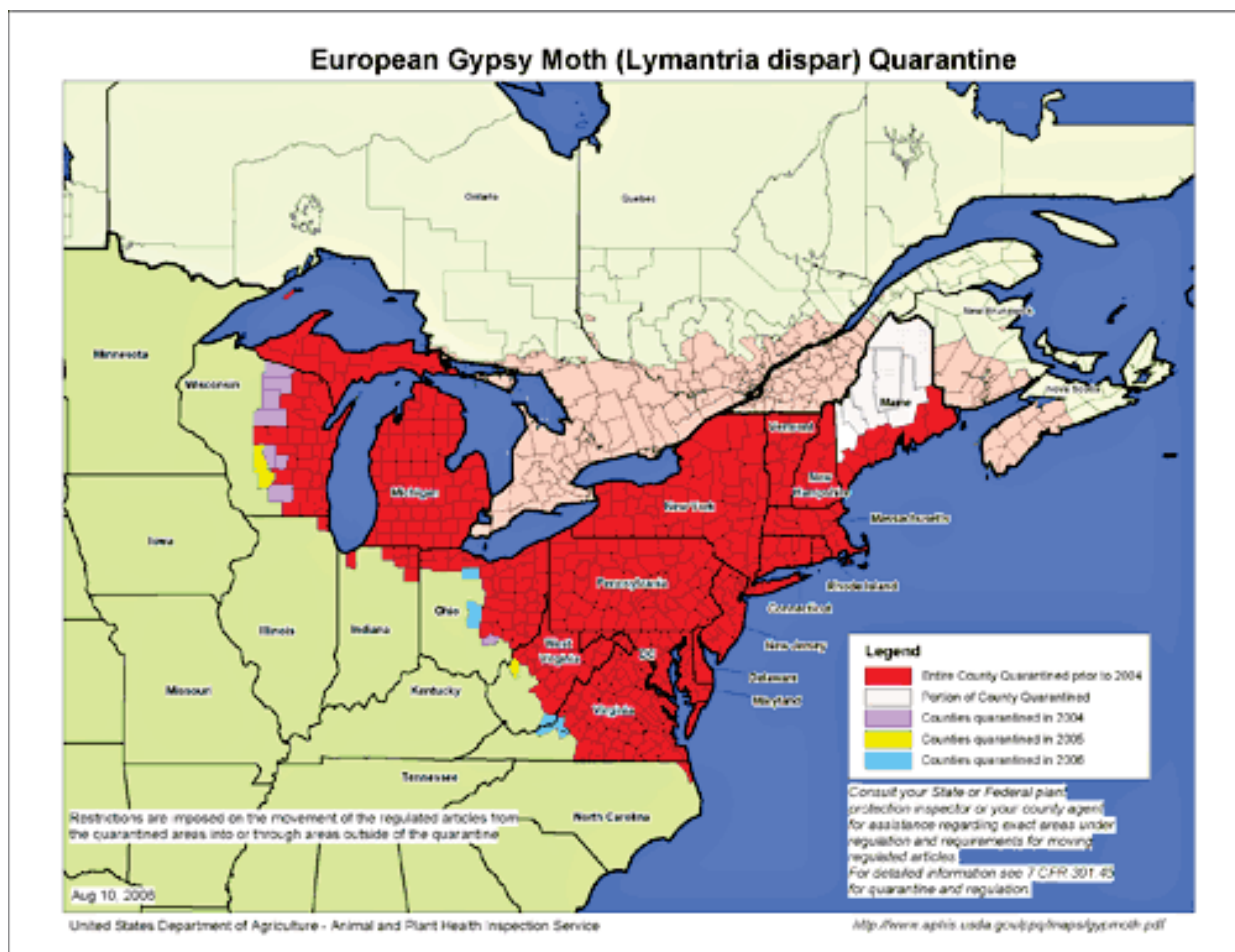 European Gypsy Moth (Lymantria dispar) Quarantine
Ontario
Quebec
New Brunswick
Nova Scotia
Minnesota
Wisconsin
Maine
Vermont
New
Hampshire
Michigan
New York
Massachusetts
Iowa
Pennsylvania
Rhode Island
Connecticut
Ohio
Illinois
Indiana
West
Virginia
DC
New Jersey
Delaware
Maryland
Missouri
Kentucky
Virginia
Tennessee
North Carolina
Legend
Entire County Quarantined prior to 2004
Portion of County Quarantined
Counties quarantined in 2004
Counties quarantined in 2005
Counties quarantined in 2006
Restrictions are imposed on the movement of the regulated articles from
the quarantined areas into or through areas outside of the quarantine
Consult your State or Federal plant
protection inspector or your county agent
for assistance regarding exact areas under
regulation and requirements for moving
regulated articles.
For detailed information see 7 CFR 301.45
for quarantine and regulation.
Aug 10, 2006
United States Department of Agriculture - Animal and Plant Health Inspection Service
http://www.aphis.usda.gov/ppq/maps/gypmoth.pdf